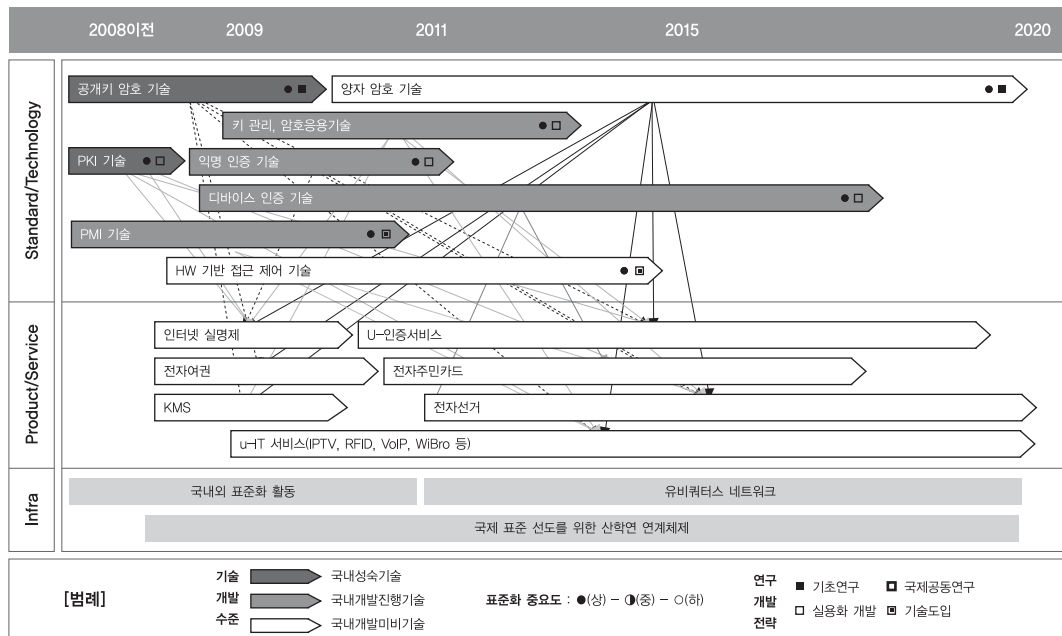 2008이전 2009 2011 2015 2020
Standard/Technology
공개키 암호 기술
양자 암호 기술
키 관리, 암호응용기술
PKI 기술
익명 인증 기술
디바이스 인증 기술
PMI 기술
HW 기반 접근 제어 기술
Product/Service
인터넷 실명제
U-인증서비스
전자여권
전자주민카드
KMS
전자선거
u-IT 서비스(IPTV, RFID, VoIP, WiBro 등)
Infra
국내외 표준화 활동
유비쿼터스 네트워크
국제 표준 선도를 위한 산학연 연계체제
[범례]
기술
개발
수준
국내성숙기술
국내개발진행기술
국내개발미비기술
표준화 중요도 : ●(상) - ◑(중) - ○(하)
연구
개발
전략
■ 기초연구
국제공동연구
□ 실용화 개발
▣ 기술도입